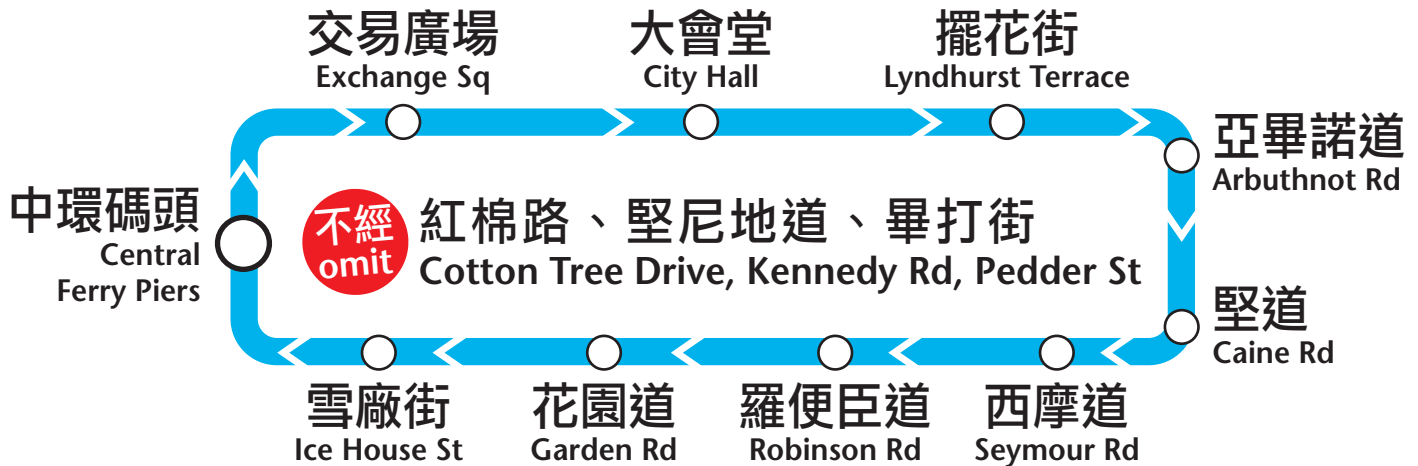 交易廣場
Exchange Sq
大會堂
City Hall
擺花街
Lyndhurst Terrace
亞畢諾道
Arbuthnot Rd
中環碼頭
Central
Ferry Piers
不經
omit
紅棉路、堅尼地道、畢打街
Cotton Tree Drive, Kennedy Rd, Pedder St
堅道
Caine Rd
雪廠街
Ice House St
花園道
Garden Rd
羅便臣道
Robinson Rd
西摩道
Seymour Rd